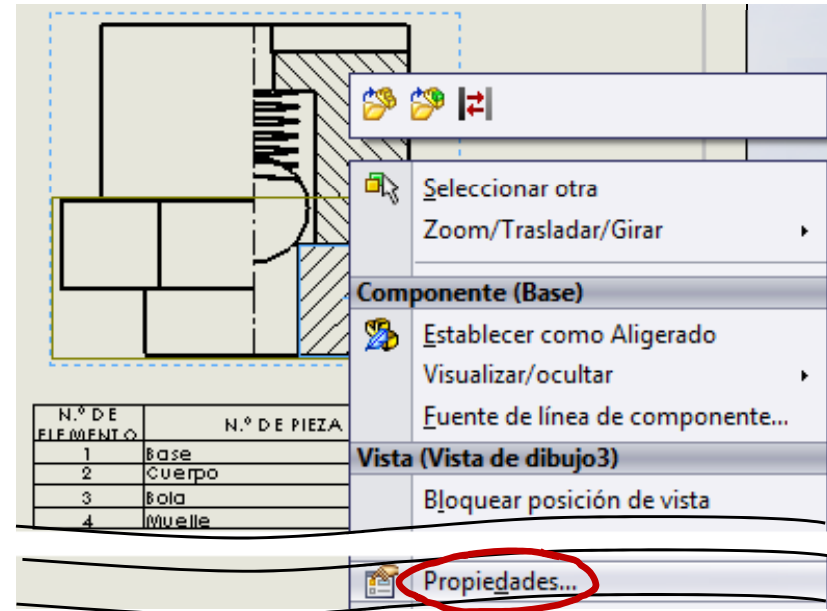 Seleccionar otra
Zoom/Trasladar/Girar
Componente (Base)
Establecer como Aligerado
Visualizar/ocultar
Fuente de línea de componente...
Vista (Vista de dibujo3)
Bloquear posición de vista
Propiedades...
N.º DE ELEMENTO N.º DE PIEZA
1 Base
2 Cuerpo
3 Bola
4 Muelle